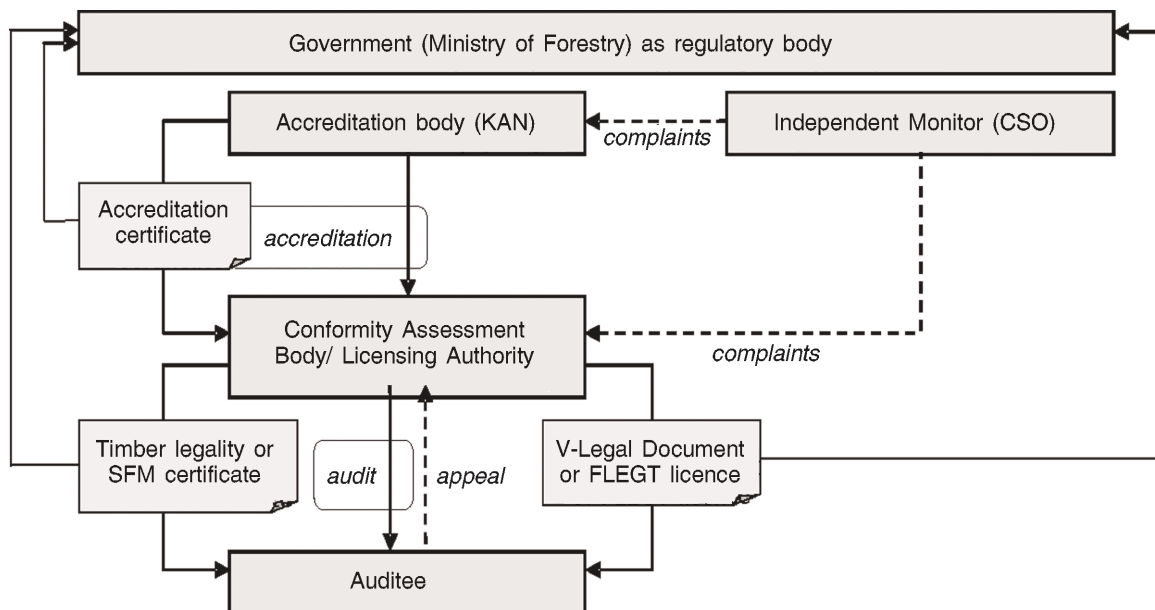 Government (Ministry of Forestry) as regulatory body
Accreditation body (KAN)
complaints
Independent Monitor (CSO)
Accreditation
certificate
accreditation
Conformity Assessment
Body/ Licensing Authority
complaints
Timber legality or
SFM certificate
audit
appeal
V-Legal Document
or FLEGT licence
Auditee